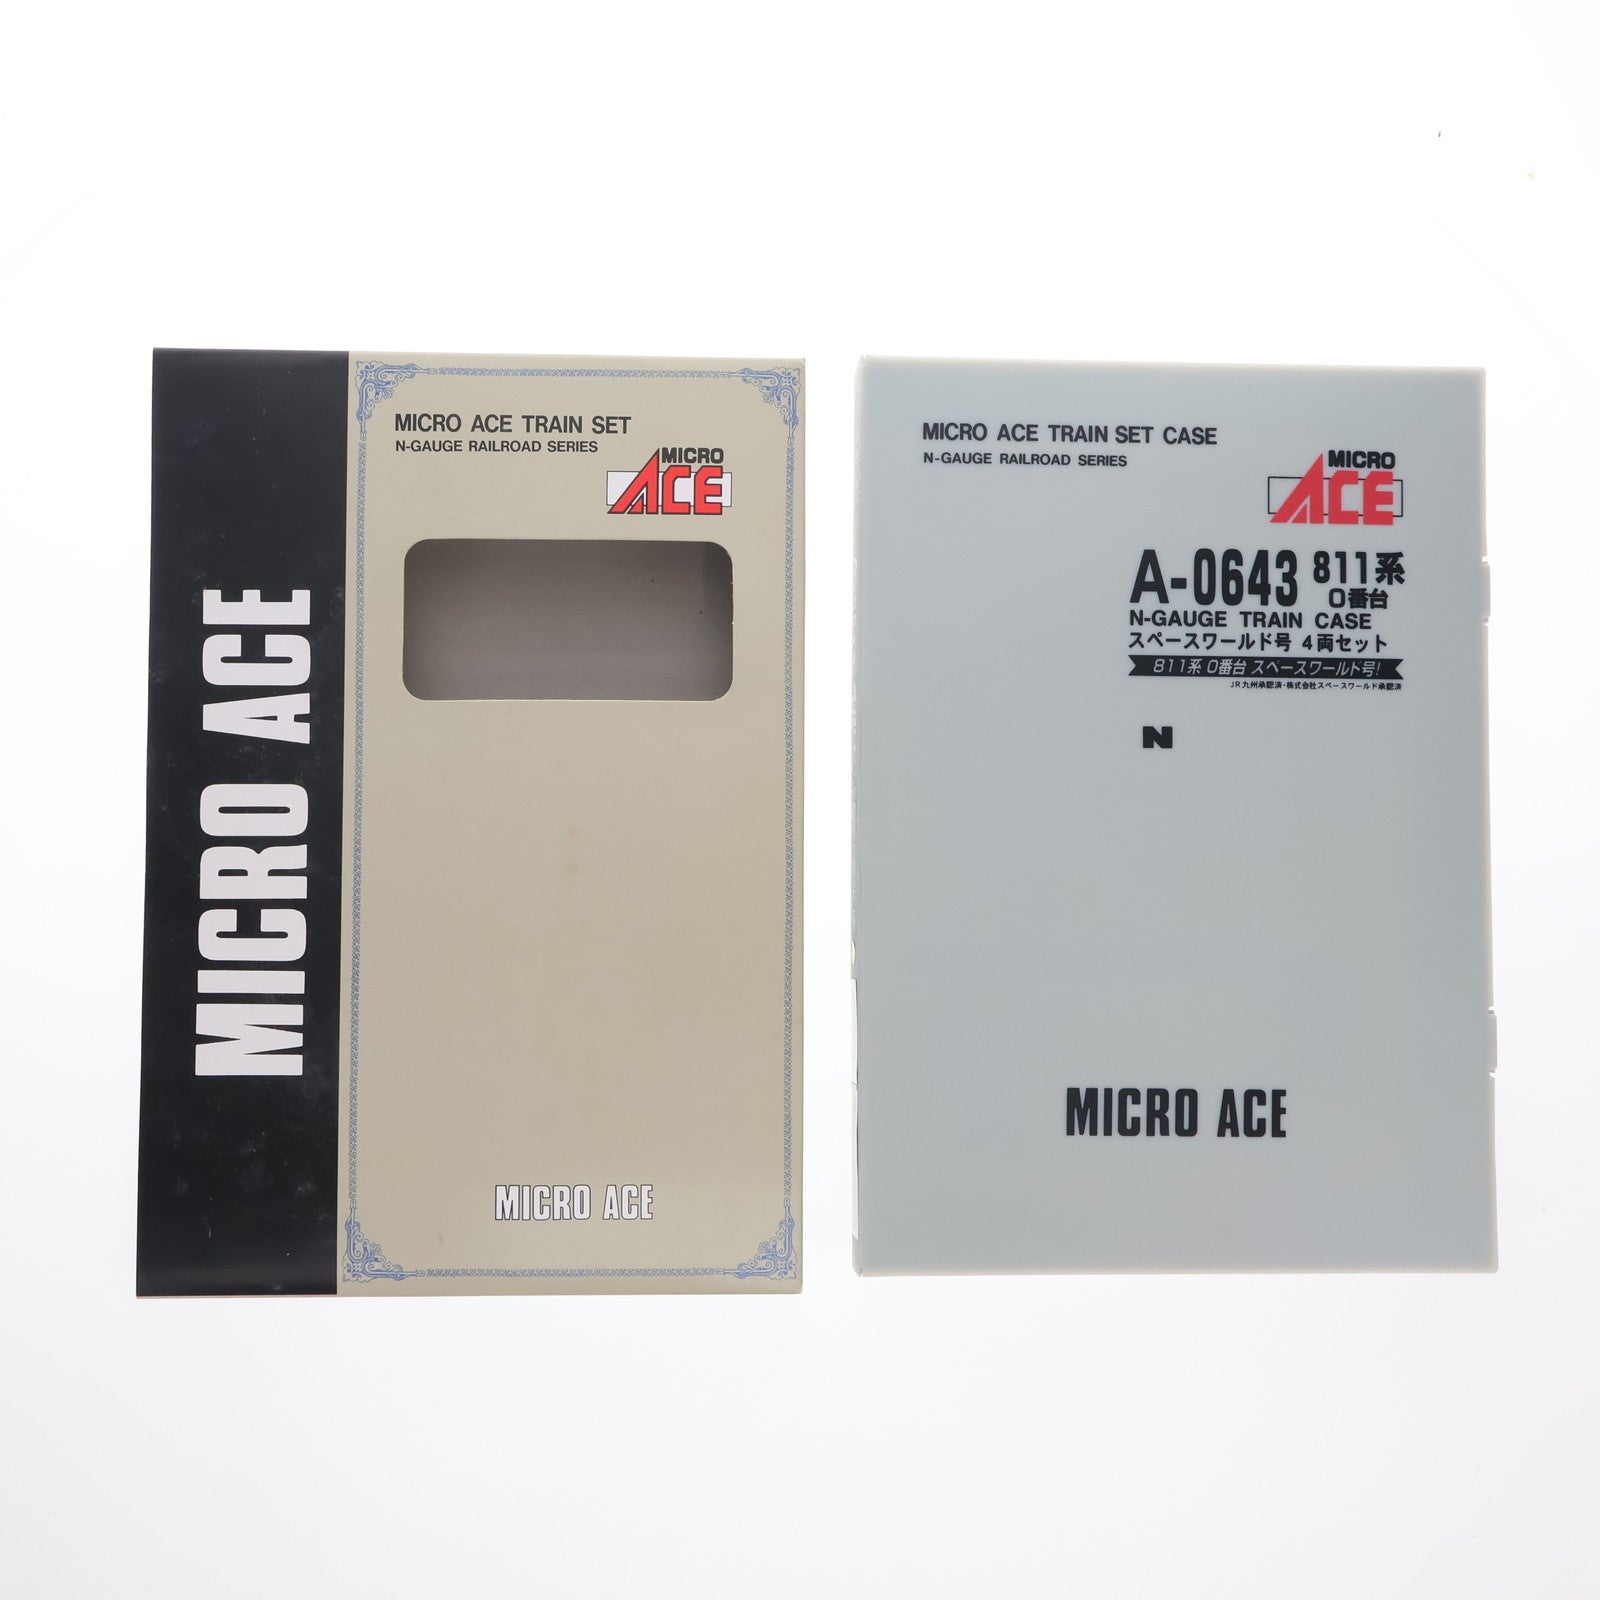 MICRO ACE
MICRO ACE TRAIN SET
N-GAUGE RAILROAD SERIES
MICRO
ACE
MICRO ACE
MICRO ACE TRAIN SET CASE
N-GAUGE RAILROAD SERIES
MICRO
ACE
A-0643 811系
0番台
N-GAUGE TRAIN CASE
スペースワールド号 4両セット
811系 0番台 スペースワールド号!
JR九州承認済・株式会社スペースワールド承認済
N
MICRO ACE